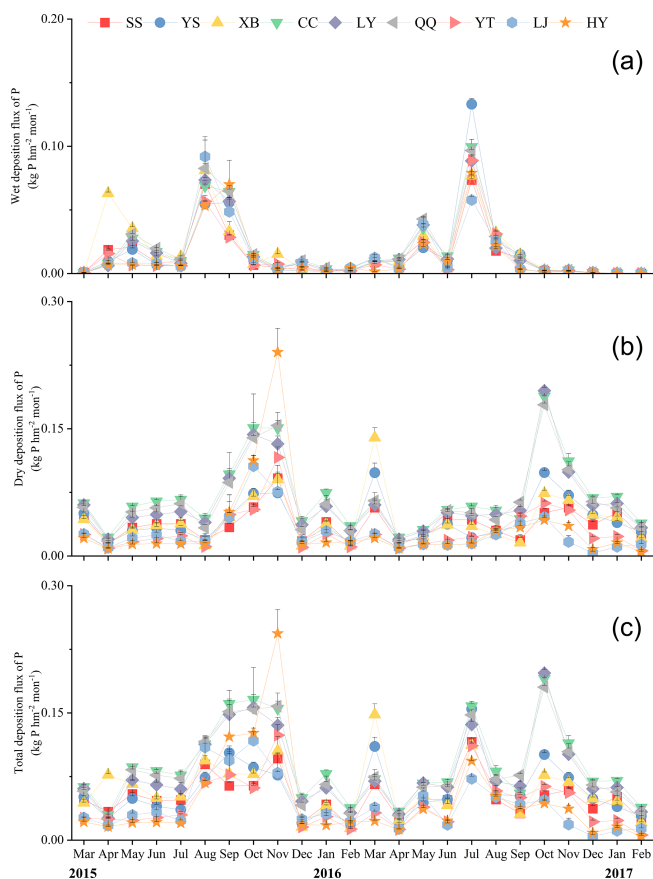 SS YS XB CC LY QQ YT LJ HY
0.20
(a)
0.10
0.00
Wet deposition flux of P
(kg P hm-2 mon-1)
0.30
(b)
0.15
0.00
Dry deposition flux of P
(kg P hm-2 mon-1)
0.30
(c)
0.15
0.00
Total deposition flux of P
(kg P hm-2 mon-1)
Mar Apr May Jun Jul Aug Sep Oct Nov Dec Jan Feb Mar Apr May Jun Jul Aug Sep Oct Nov Dec Jan Feb
2015 2016 2017